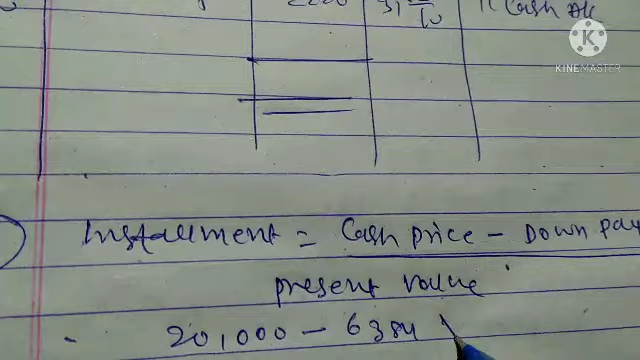 Cash
KINEMASTER
Installment = Cash price - Down pay
present value
- 20,000 - 6384